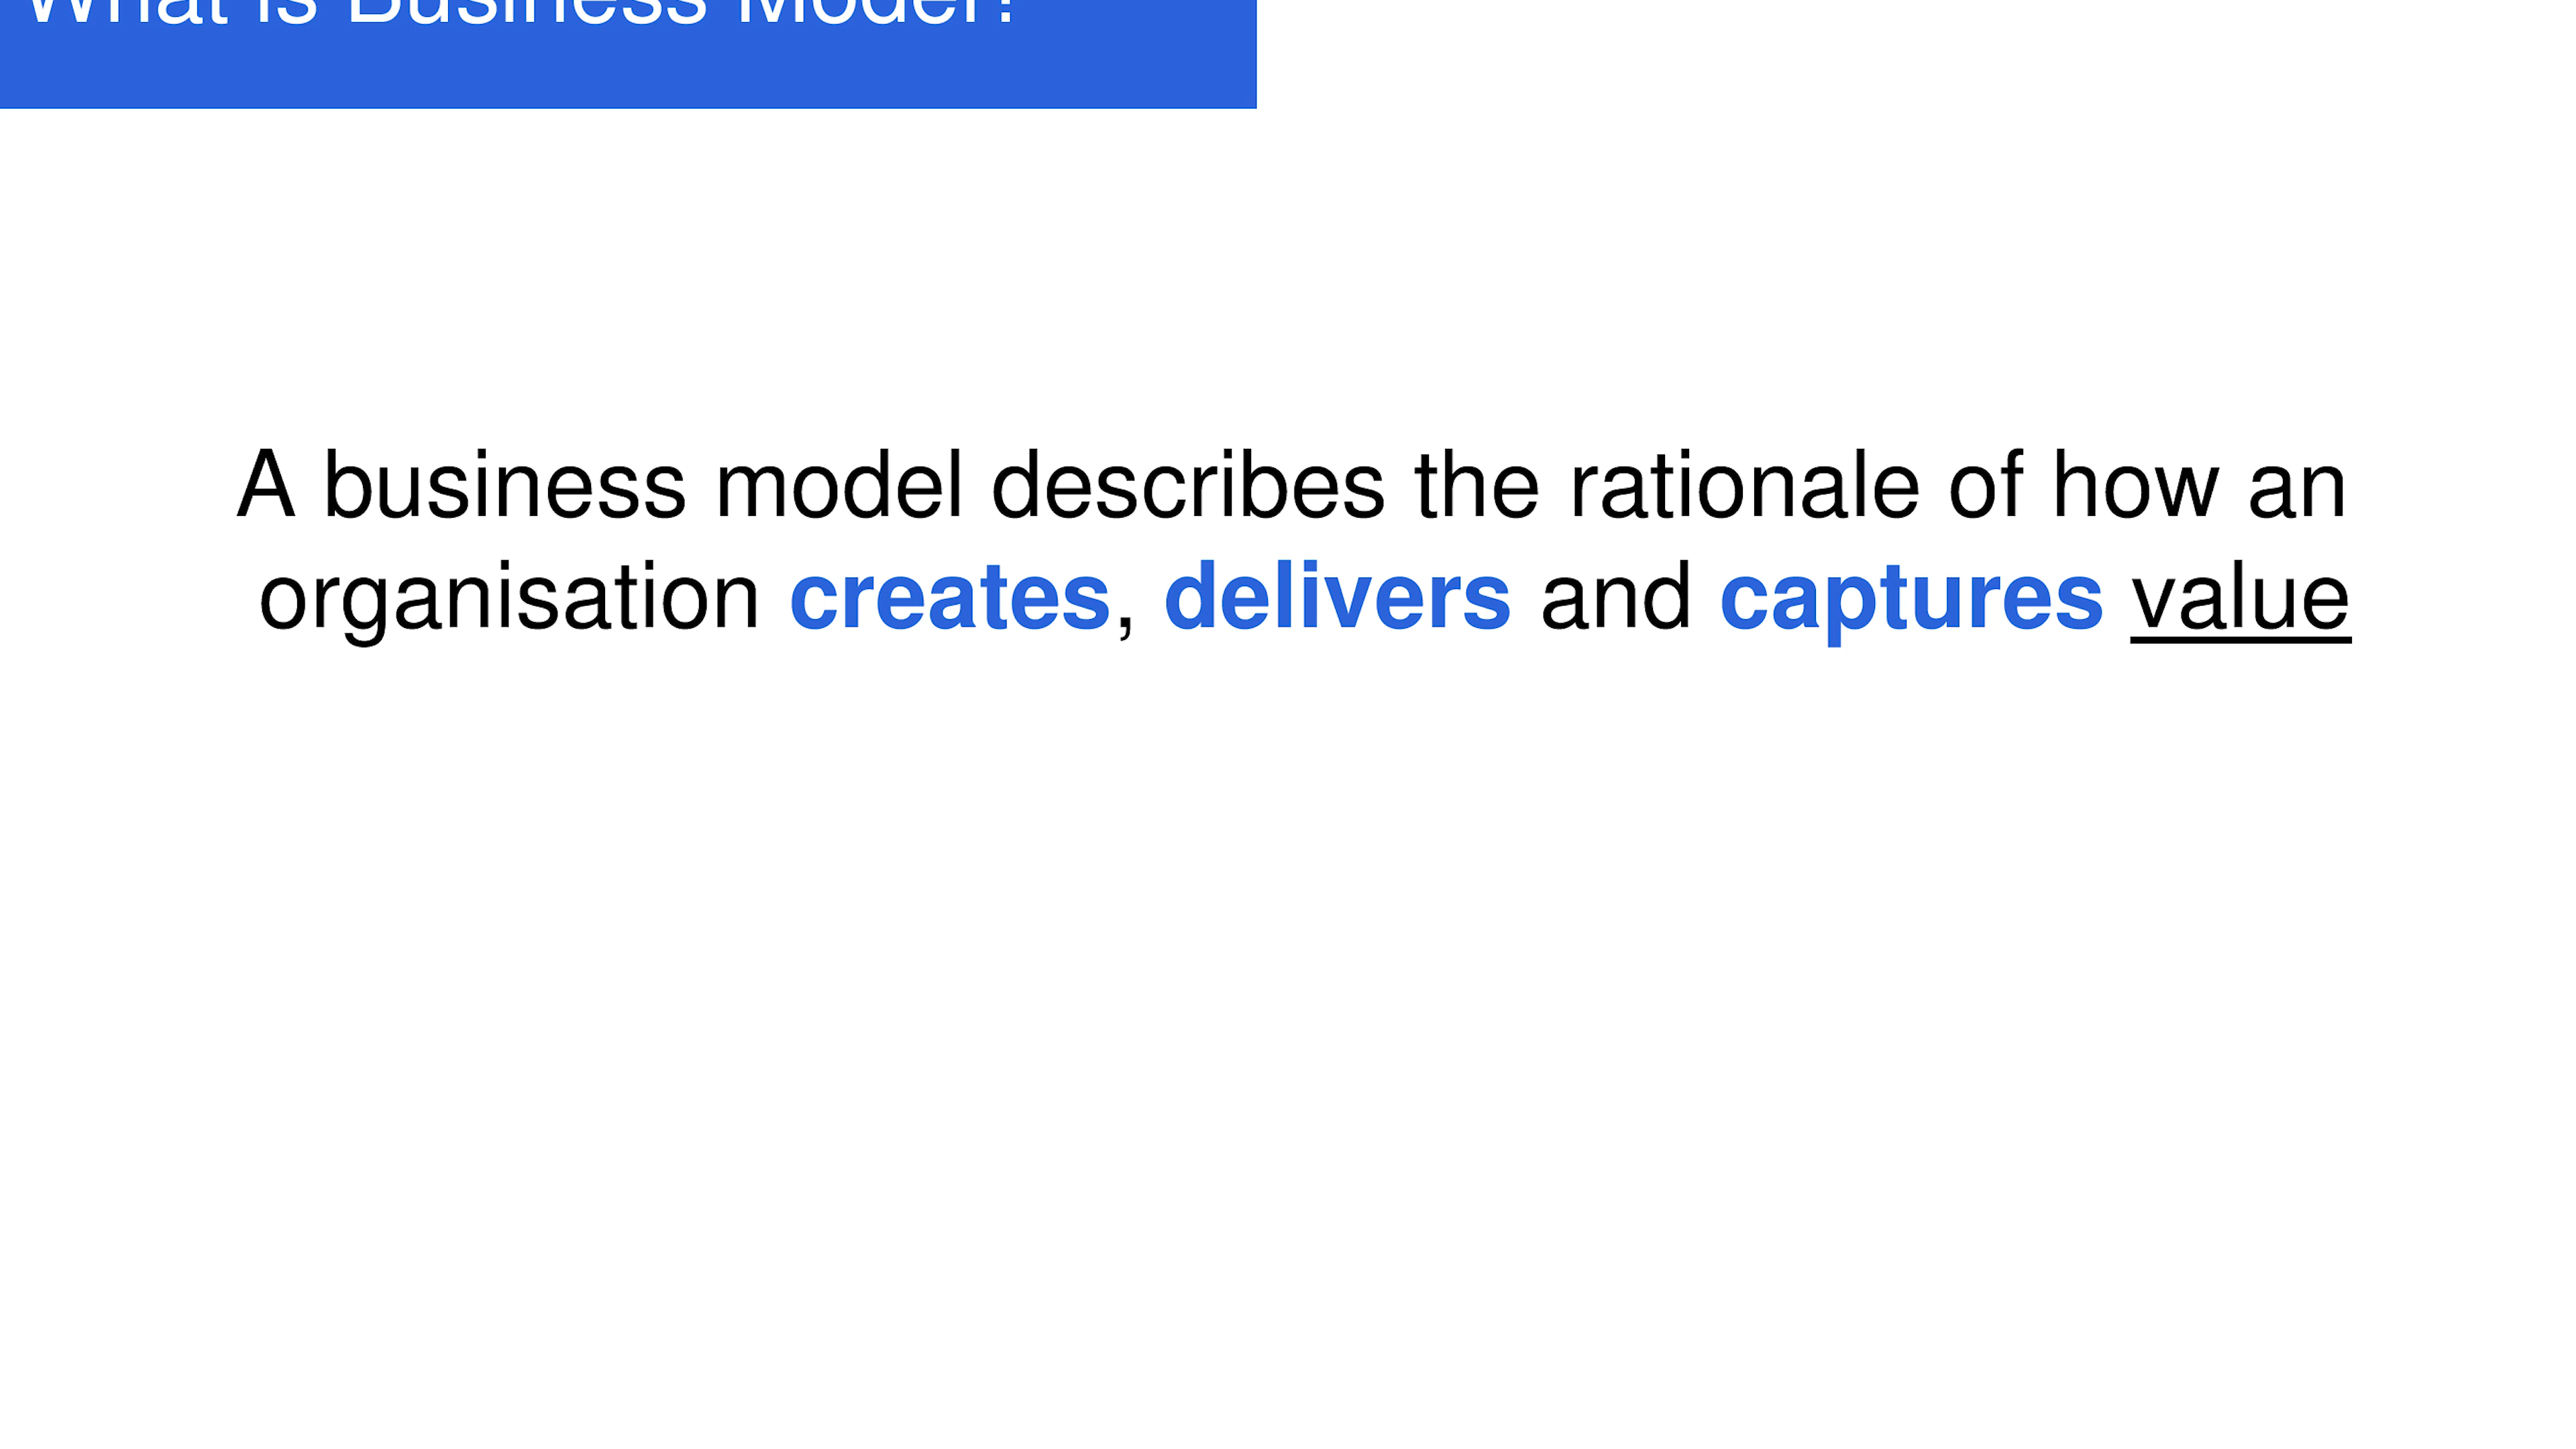 What is Business Model?
A business model describes the rationale of how an
organisation creates, delivers and captures value